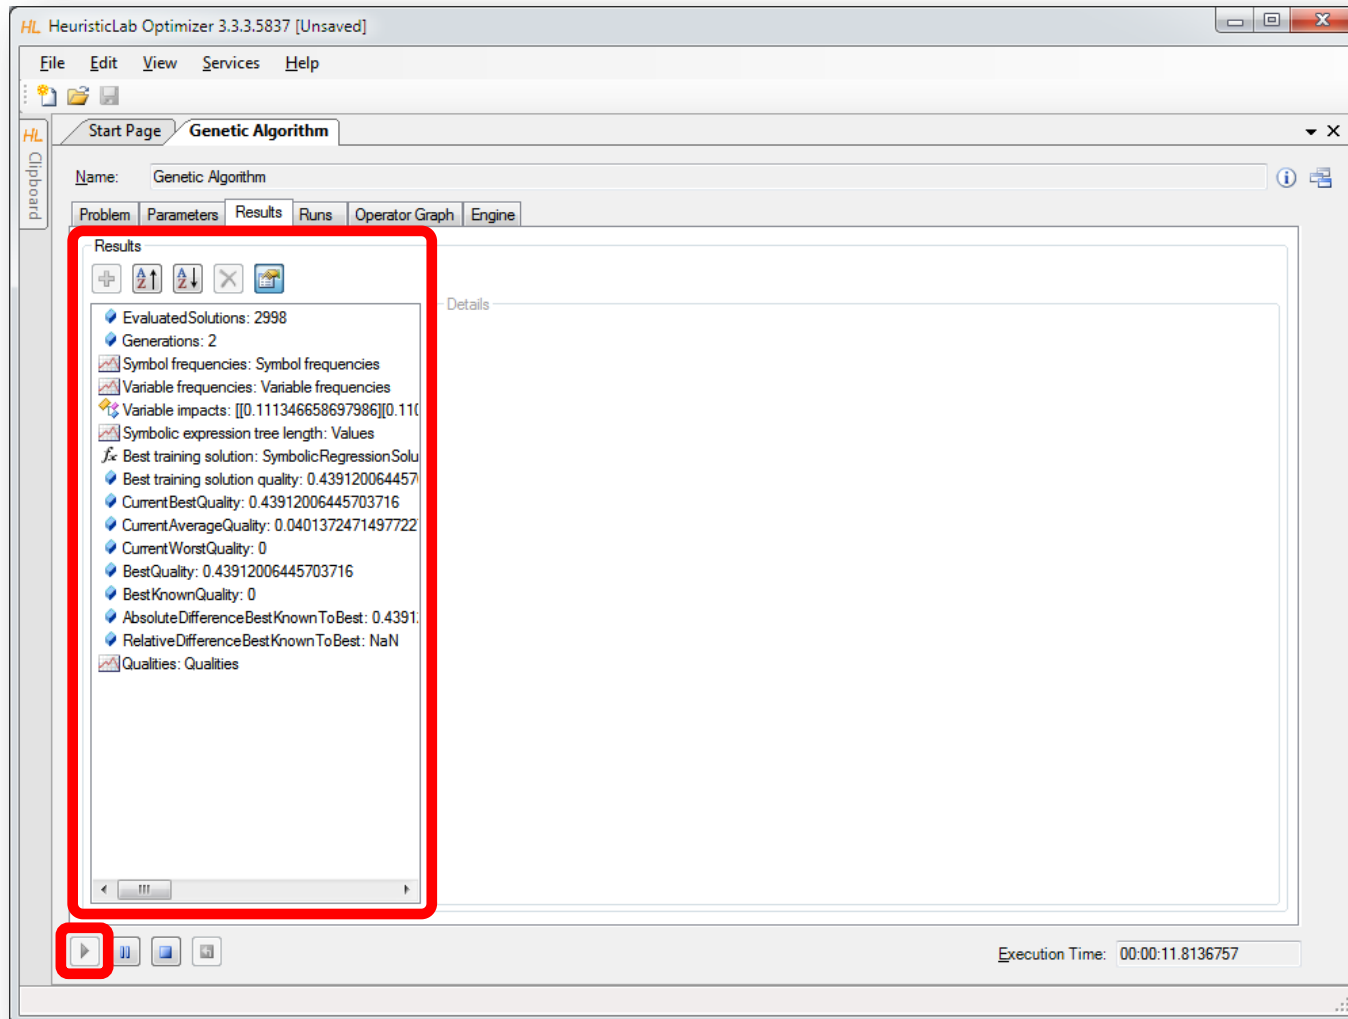 HL HeuristicLab Optimizer 3.3.3.5837 [Unsaved]
File Edit View Services Help
HL Clipboard
Start Page Genetic Algorithm
Name: Genetic Algorithm
Problem Parameters Results Runs Operator Graph Engine
Results
Details
EvaluatedSolutions: 2998
Generations: 2
Symbol frequencies: Symbol frequencies
Variable frequencies: Variable frequencies
Variable impacts: [[0.111346658697986][0.110
Symbolic expression tree length: Values
Best training solution: SymbolicRegressionSolu
Best training solution quality: 0.4391200644570
CurrentBestQuality: 0.43912006445703716
CurrentAverageQuality: 0.0401372471497722
CurrentWorstQuality: 0
BestQuality: 0.43912006445703716
BestKnownQuality: 0
AbsoluteDifferenceBestKnownToBest: 0.4391
RelativeDifferenceBestKnownToBest: NaN
Qualities: Qualities
Execution Time: 00:00:11.8136757